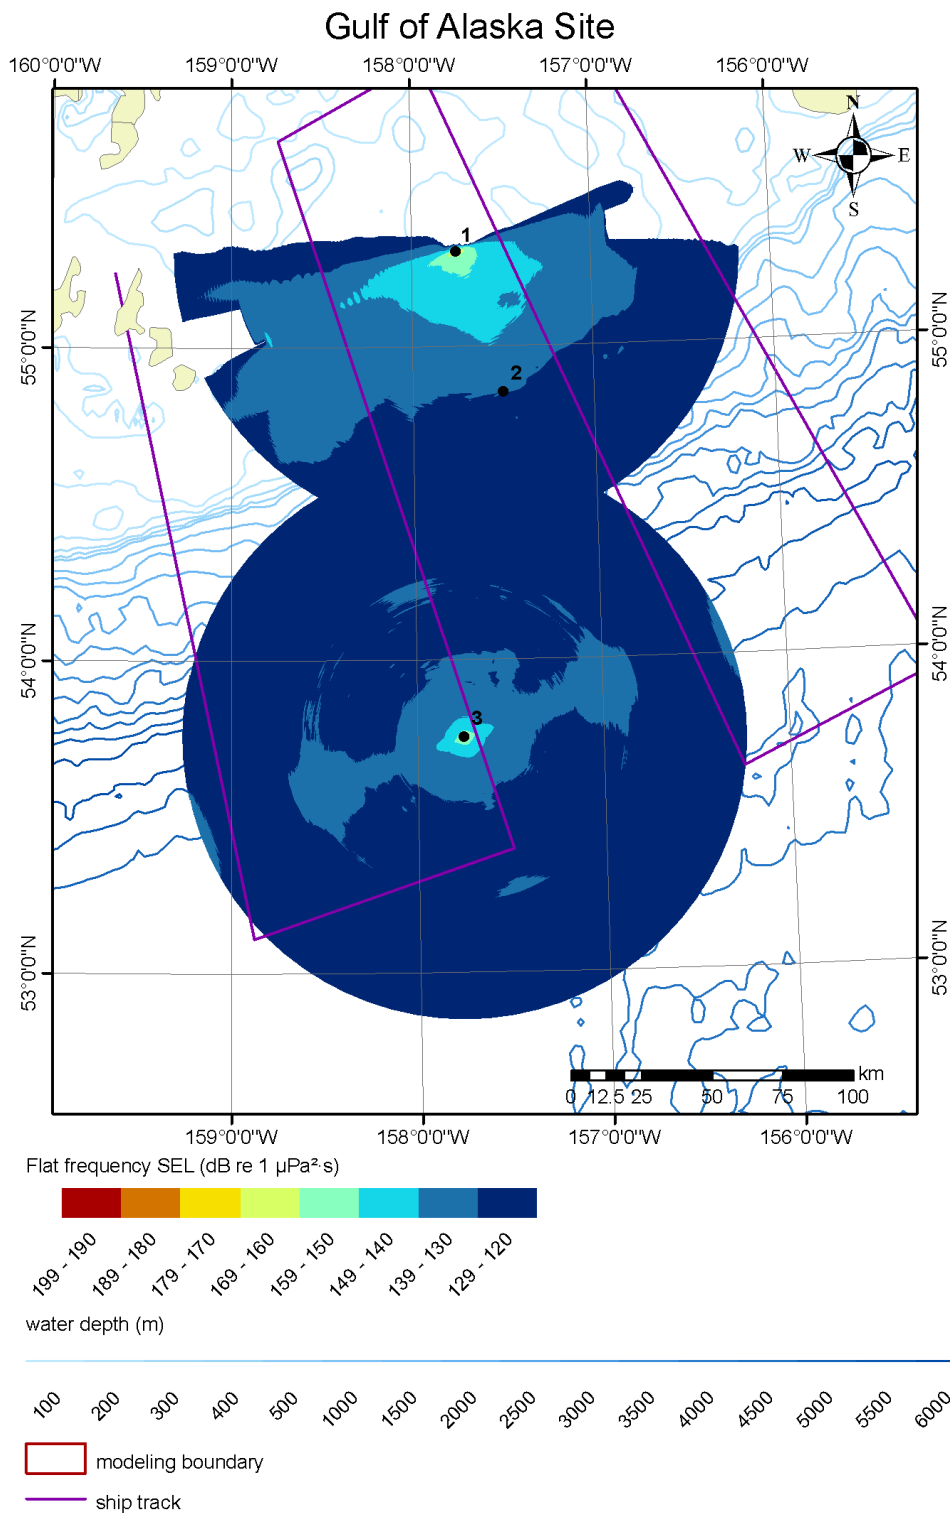 Gulf of Alaska Site
160°0'0"W 159°0'0"W 158°0'0"W 157°0'0"W 156°0'0"W
N
W E
S
1
2
3
55°0'0"N 55°0'0"N
54°0'0"N 54°0'0"N
53°0'0"N 53°0'0"N
km
0 12.5 25 50 75 100
159°0'0"W 158°0'0"W 157°0'0"W 156°0'0"W
Flat frequency SEL (dB re 1 µPa²·s)
199 - 190 189 - 180 179 - 170 169 - 160 159 - 150 149 - 140 139 - 130 129 - 120
water depth (m)
100 200 300 400 500 1000 1500 2000 2500 3000 3500 4000 4500 5000 5500 6000
modeling boundary
ship track